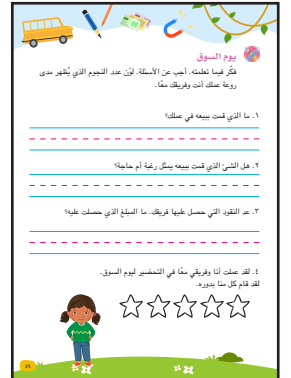 يوم السوق
فكّر فيما تعلمته. أجب عن الأسئلة. لوّن عدد النجوم الذي يُظهر مدى
روعة عملك أنت وفريقك معًا.
١. ما الذي قمت ببيعه في عملك؟
٢. هل الشئ الذي قمت ببيعه يمثل رغبة أم حاجة؟
٣. عد النقود التي حصل عليها فريقك. ما المبلغ الذي حصلت عليه؟
٤. لقد عملت أنا وفريقي معًا في التحضير ليوم السوق.
لقد قام كل منا بدوره.